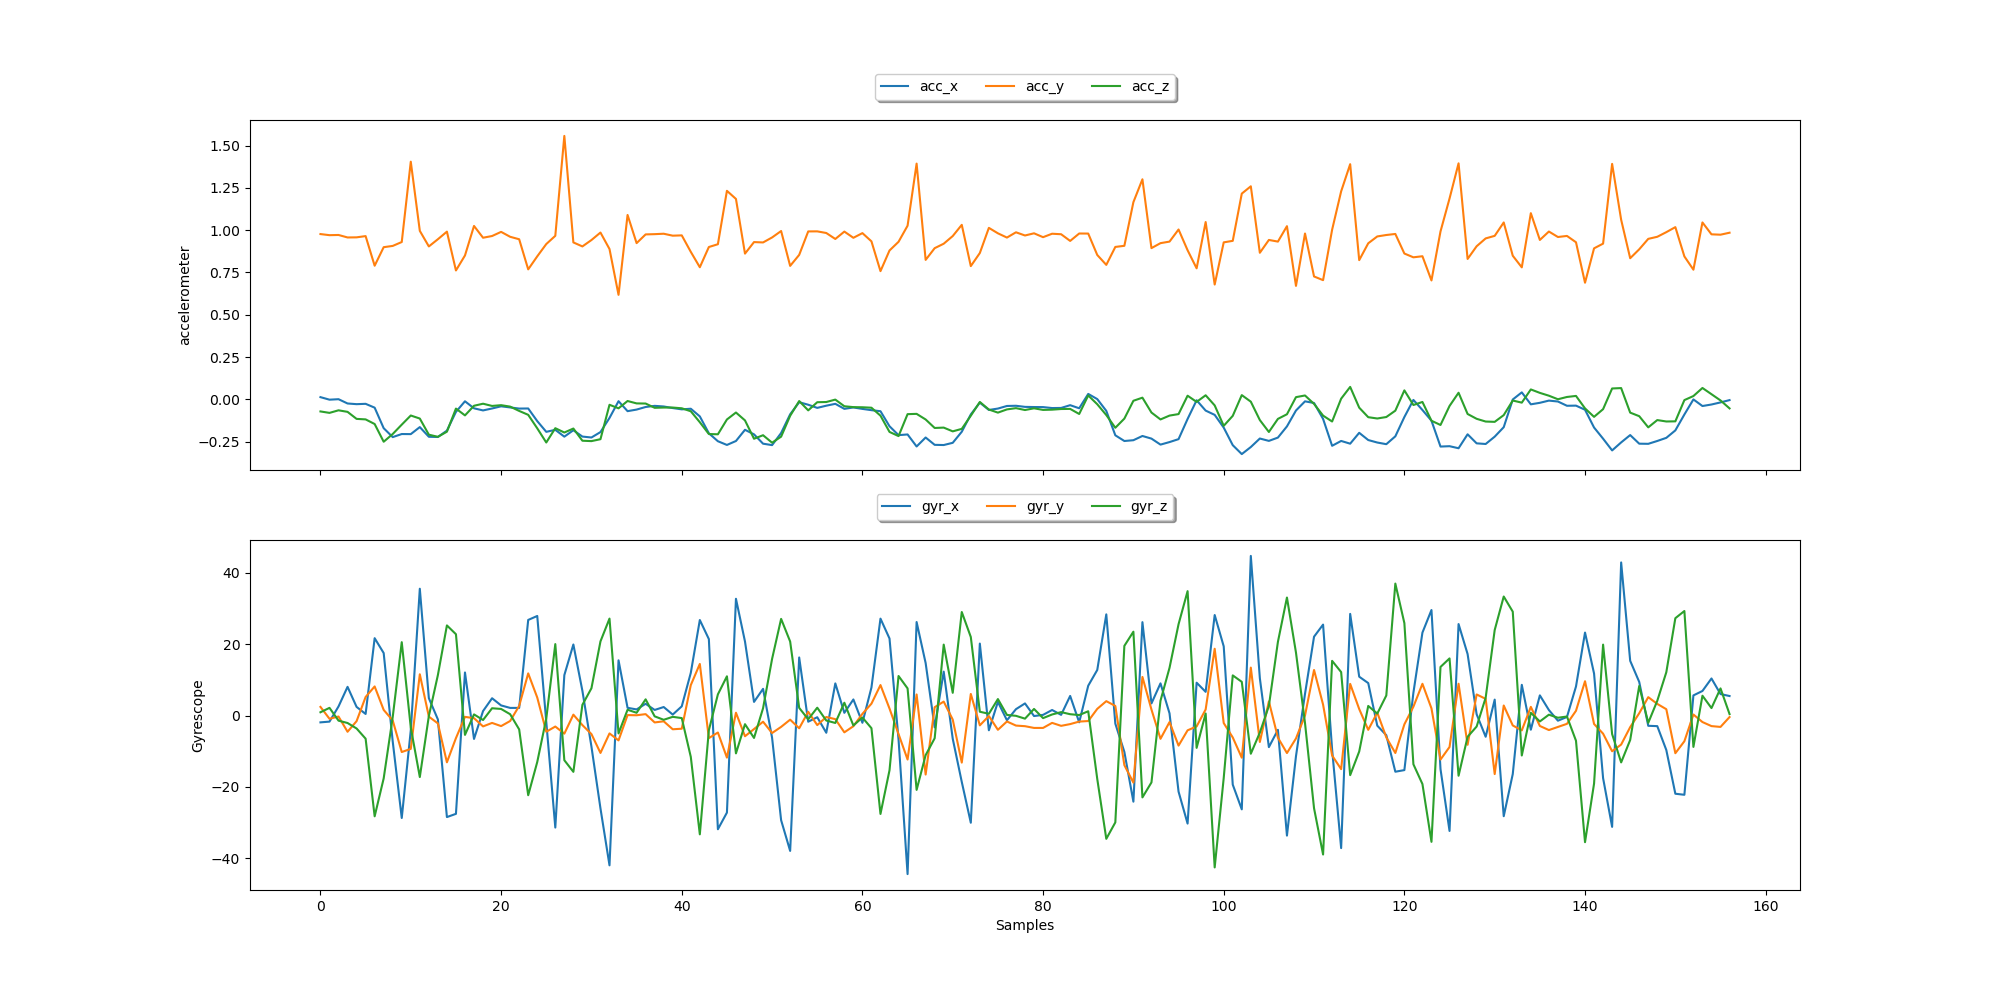 acc_x acc_y acc_z
1.50
1.25
1.00
0.75
0.50
0.25
0.00
−0.25
accelerometer
gyr_x gyr_y gyr_z
40
20
0
−20
−40
Gyrescope
0 20 40 60 80 100 120 140 160
Samples